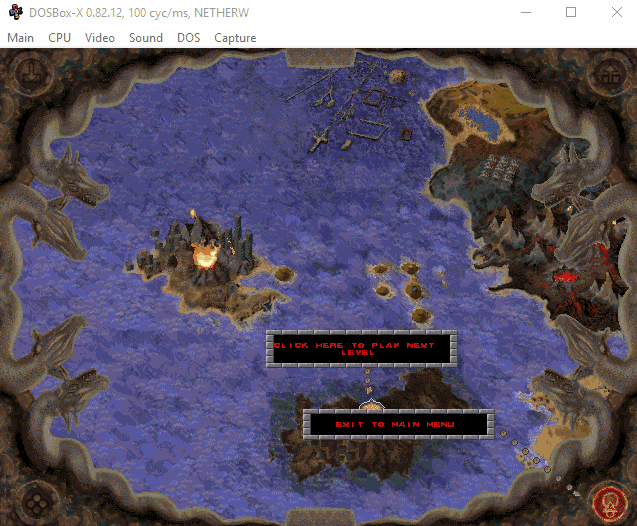 DOSBox-X 0.82.12, 100 cyc/ms, NETHERW
Main CPU Video Sound DOS Capture
CLICK HERE TO PLAY NEXT
LEVEL
EXIT TO MAIN MENU